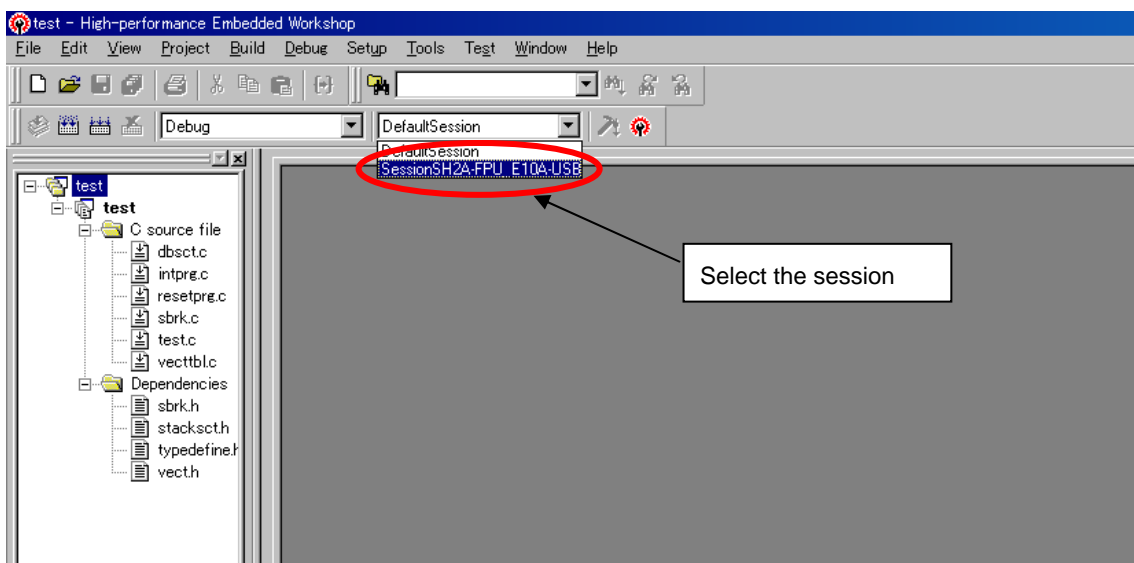 test - High-performance Embedded Workshop
File Edit View Project Build Debug Setup Tools Test Window Help
Debug
DefaultSession
DefaultSession
SessionSH2A-FPU_E10A-USB
test
test
C source file
dbsct.c
intprg.c
resetprg.c
sbrk.c
test.c
vecttbl.c
Dependencies
sbrk.h
stacksct.h
typedefine.h
vect.h
Select the session